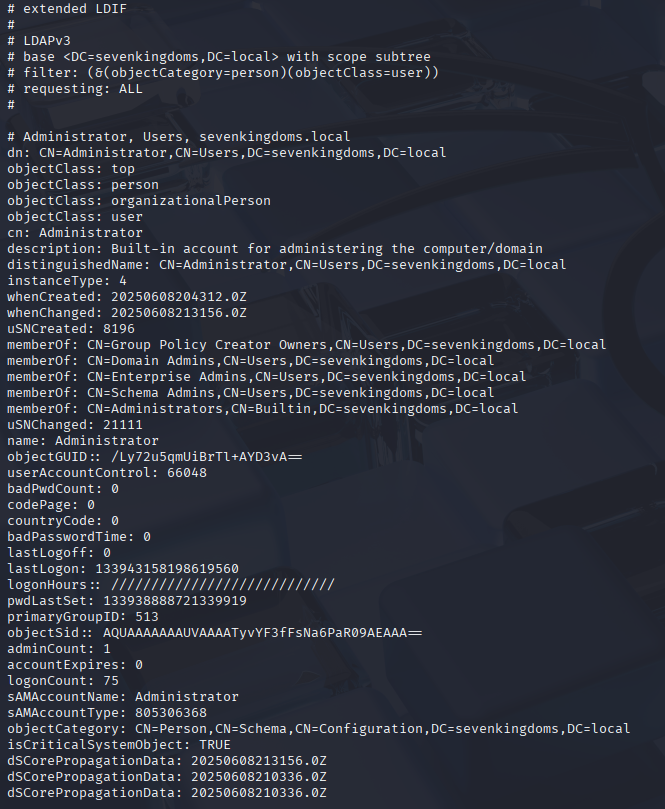 # extended LDIF
#
# LDAPv3
# base <DC=sevenkingdoms,DC=local> with scope subtree
# filter: (&(objectCategory=person)(objectClass=user))
# requesting: ALL
#
# Administrator, Users, sevenkingdoms.local
dn: CN=Administrator,CN=Users,DC=sevenkingdoms,DC=local
objectClass: top
objectClass: person
objectClass: organizationalPerson
objectClass: user
cn: Administrator
description: Built-in account for administering the computer/domain
distinguishedName: CN=Administrator,CN=Users,DC=sevenkingdoms,DC=local
instanceType: 4
whenCreated: 20250608204312.0Z
whenChanged: 20250608213156.0Z
uSNCreated: 8196
memberOf: CN=Group Policy Creator Owners,CN=Users,DC=sevenkingdoms,DC=local
memberOf: CN=Domain Admins,CN=Users,DC=sevenkingdoms,DC=local
memberOf: CN=Enterprise Admins,CN=Users,DC=sevenkingdoms,DC=local
memberOf: CN=Schema Admins,CN=Users,DC=sevenkingdoms,DC=local
memberOf: CN=Administrators,CN=Builtin,DC=sevenkingdoms,DC=local
uSNChanged: 21111
name: Administrator
objectGUID:: /Ly72u5qmUiBrTl+AYD3vA==
userAccountControl: 66048
badPwdCount: 0
codePage: 0
countryCode: 0
badPasswordTime: 0
lastLogoff: 0
lastLogon: 133943158198619560
logonHours:: ////////////////////////////
pwdLastSet: 133938888721339919
primaryGroupID: 513
objectSid:: AQUAAAAAAAUVAAAATyvYF3fFsNa6PaR09AEAAA==
adminCount: 1
accountExpires: 0
logonCount: 75
sAMAccountName: Administrator
sAMAccountType: 805306368
objectCategory: CN=Person,CN=Schema,CN=Configuration,DC=sevenkingdoms,DC=local
isCriticalSystemObject: TRUE
dSCorePropagationData: 20250608213156.0Z
dSCorePropagationData: 20250608210336.0Z
dSCorePropagationData: 20250608210336.0Z